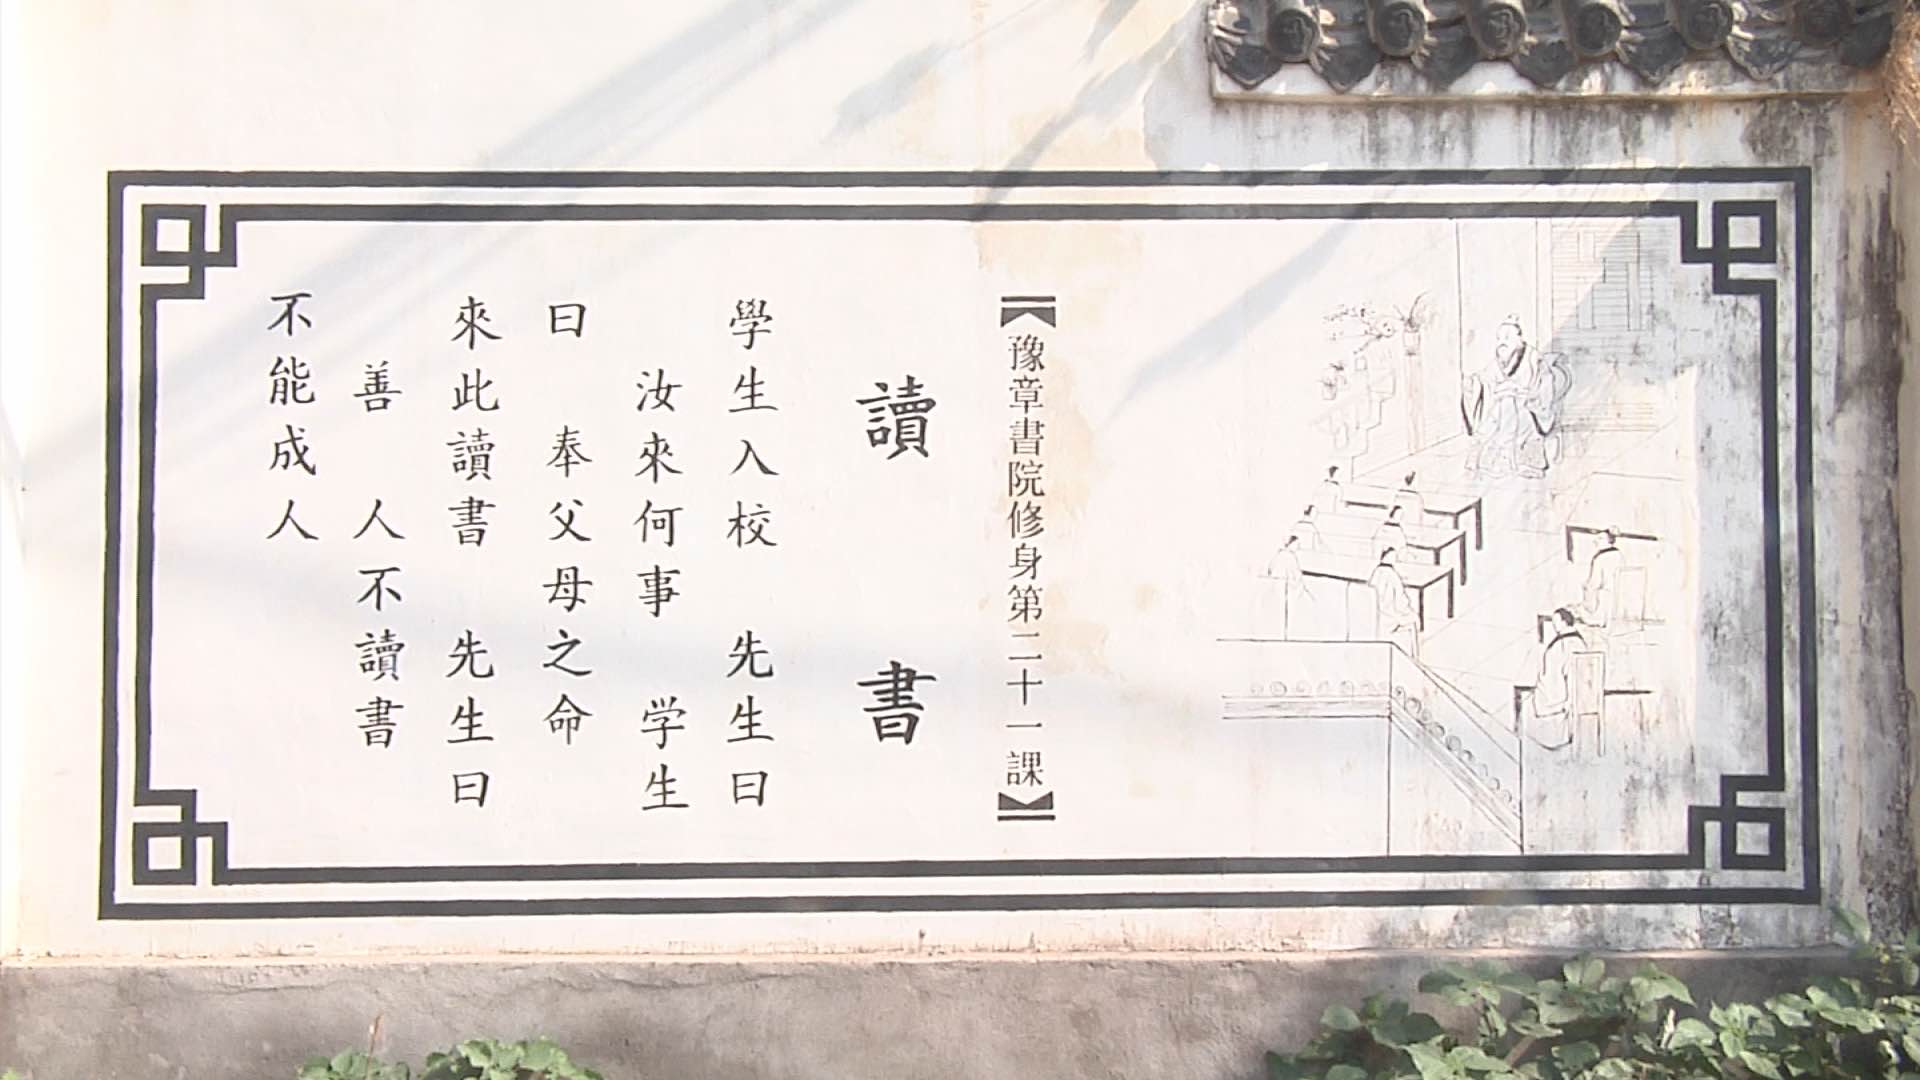 【豫章書院修身第二十一課】
讀書
學生入校 先生曰
汝來何事 学生
曰 奉父母之命
來此讀書 先生曰
善 人不讀書
不能成人